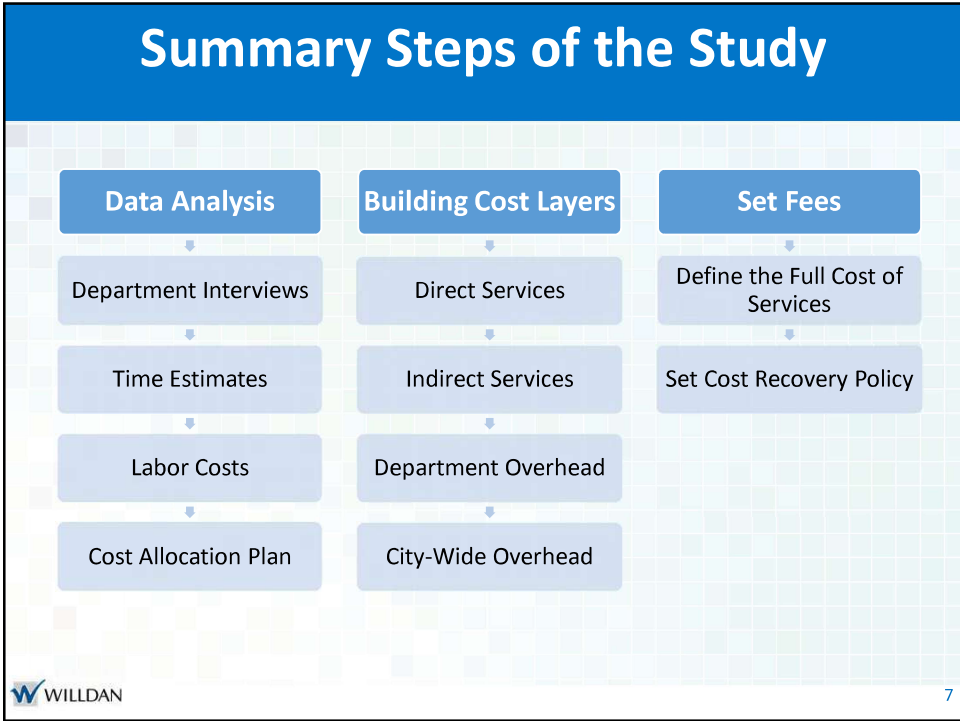 Summary Steps of the Study
Data Analysis
Department Interviews
Time Estimates
Labor Costs
Cost Allocation Plan
Building Cost Layers
Direct Services
Indirect Services
Department Overhead
City-Wide Overhead
Set Fees
Define the Full Cost of
Services
Set Cost Recovery Policy
WILLDAN
7